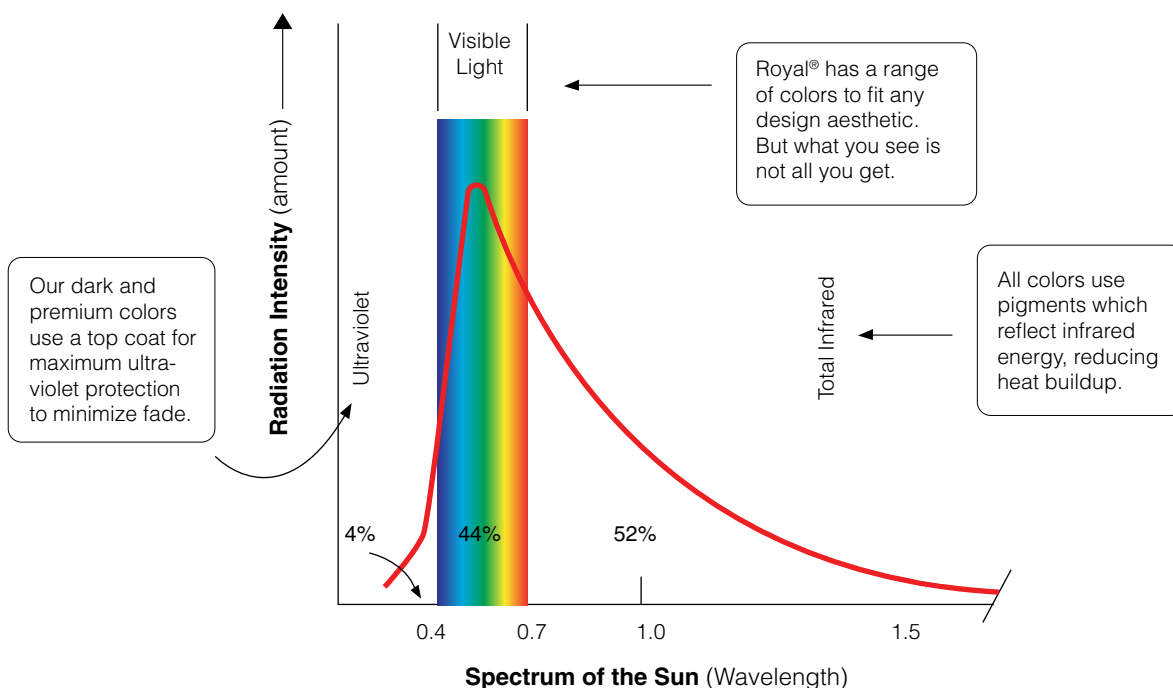 Visible
Light
Royal® has a range
of colors to fit any
design aesthetic.
But what you see is
not all you get.
Radiation Intensity (amount)
Our dark and
premium colors
use a top coat for
maximum ultra-
violet protection
to minimize fade.
Ultraviolet
Total Infrared
All colors use
pigments which
reflect infrared
energy, reducing
heat buildup.
4%
44%
52%
0.4
0.7
1.0
1.5
Spectrum of the Sun (Wavelength)